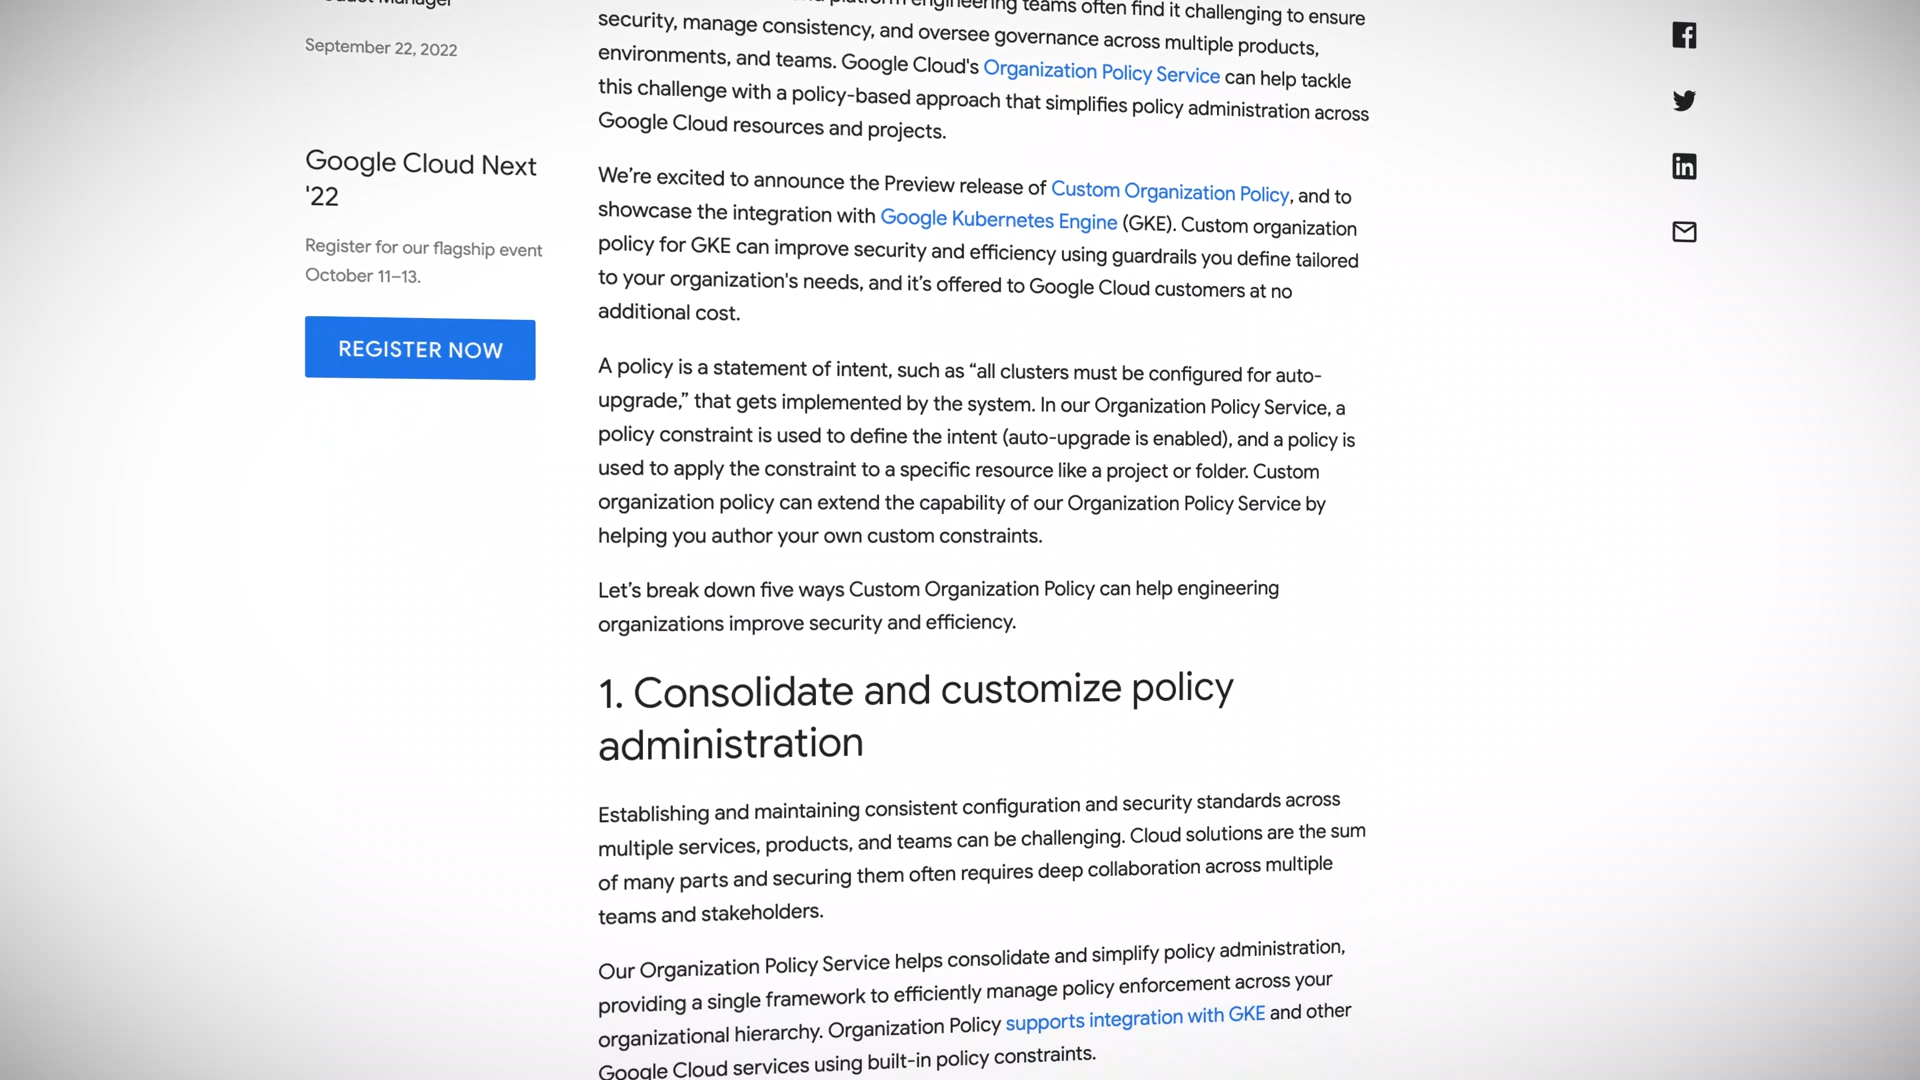 Manager
September 22, 2022
Google Cloud Next
'22
Register for our flagship event
October 11–13.
REGISTER NOW
engineering teams often find it challenging to ensure
security, manage consistency, and oversee governance across multiple products,
environments, and teams. Google Cloud's Organization Policy Service can help tackle
this challenge with a policy-based approach that simplifies policy administration across
Google Cloud resources and projects.
We’re excited to announce the Preview release of Custom Organization Policy, and to
showcase the integration with Google Kubernetes Engine (GKE). Custom organization
policy for GKE can improve security and efficiency using guardrails you define tailored
to your organization's needs, and it’s offered to Google Cloud customers at no
additional cost.
A policy is a statement of intent, such as “all clusters must be configured for auto-
upgrade,” that gets implemented by the system. In our Organization Policy Service, a
policy constraint is used to define the intent (auto-upgrade is enabled), and a policy is
used to apply the constraint to a specific resource like a project or folder. Custom
organization policy can extend the capability of our Organization Policy Service by
helping you author your own custom constraints.
Let’s break down five ways Custom Organization Policy can help engineering
organizations improve security and efficiency.
1. Consolidate and customize policy
administration
Establishing and maintaining consistent configuration and security standards across
multiple services, products, and teams can be challenging. Cloud solutions are the sum
of many parts and securing them often requires deep collaboration across multiple
teams and stakeholders.
Our Organization Policy Service helps consolidate and simplify policy administration,
providing a single framework to efficiently manage policy enforcement across your
organizational hierarchy. Organization Policy supports integration with GKE and other
Google Cloud services using built-in policy constraints.